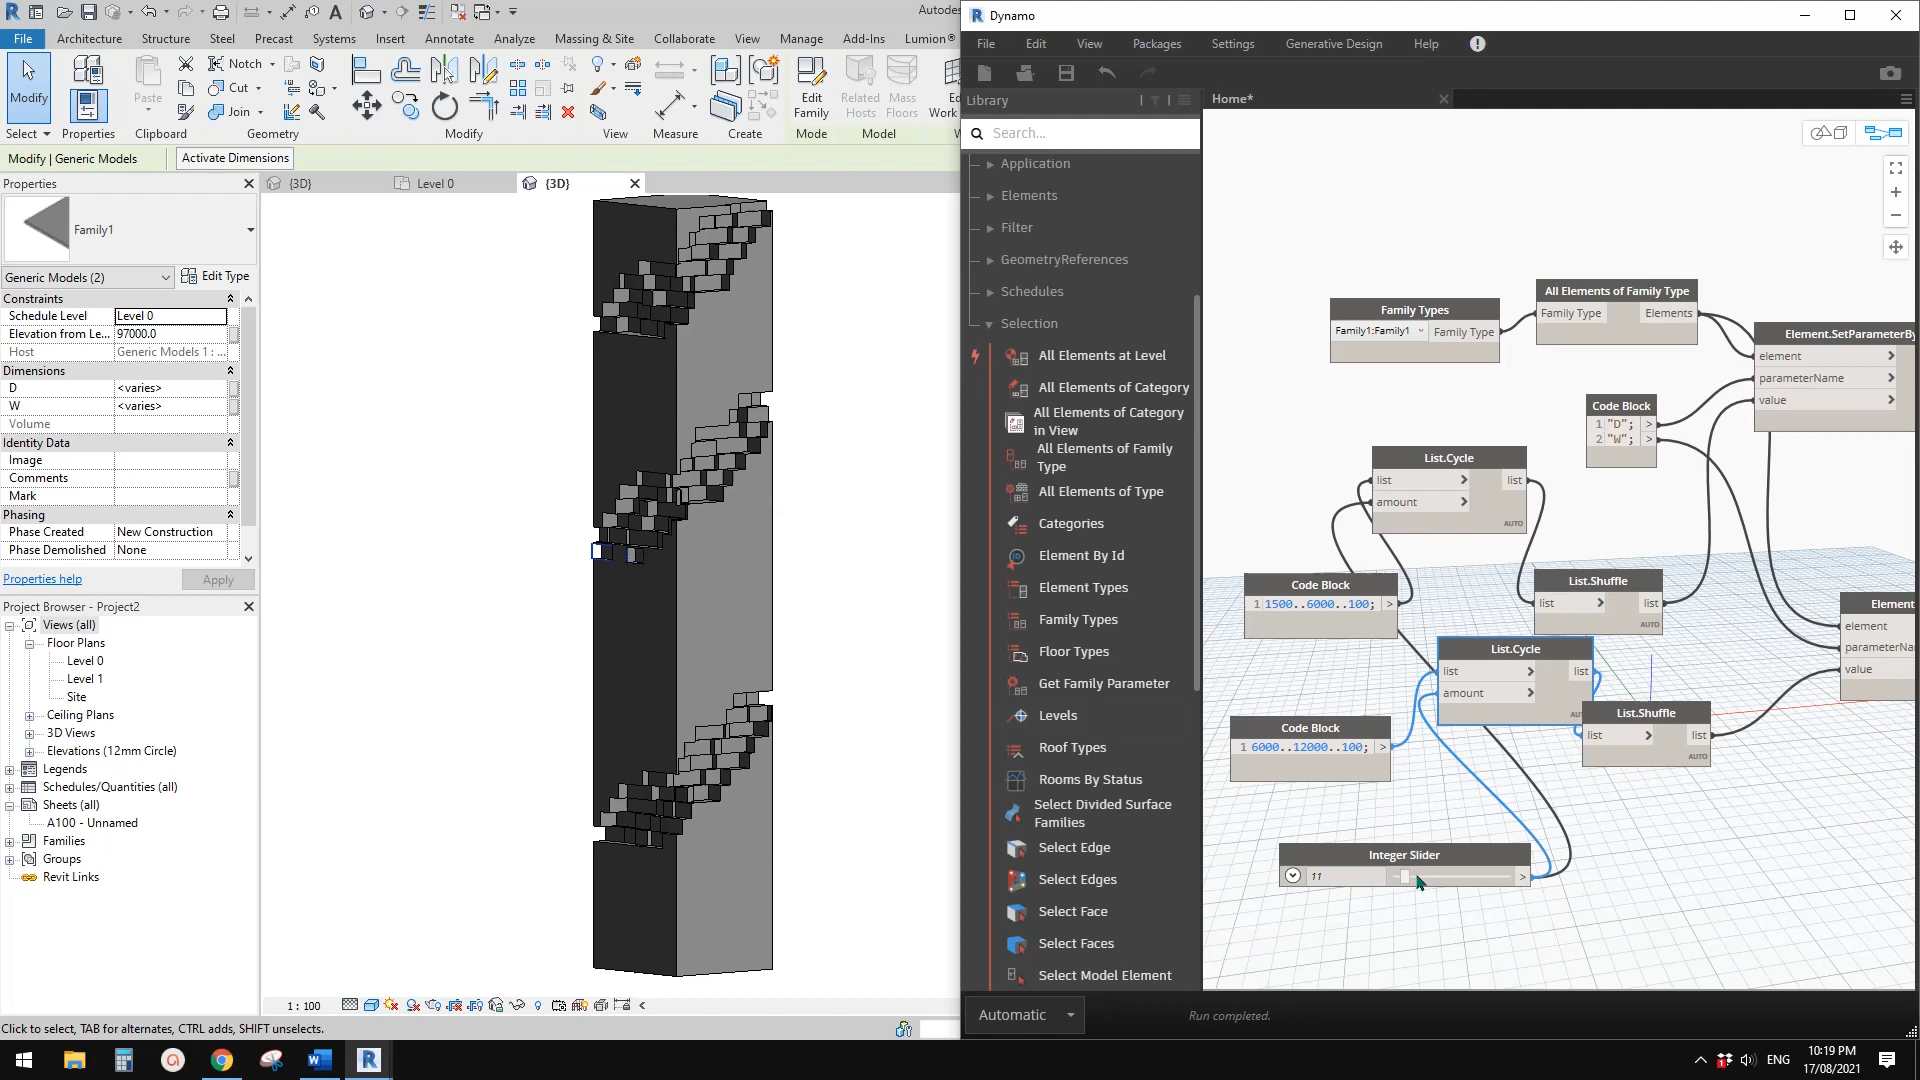 Autodes
File
Architecture
Structure
Steel
Precast
Systems
Insert
Annotate
Analyze
Massing & Site
Collaborate
View
Manage
Add-Ins
Lumion®
Modify
Paste
Notch
Cut
Join
Edit
Family
Related
Hosts
Mass
Floors
Work
Select
Properties
Clipboard
Geometry
Modify
View
Measure
Create
Mode
Model
Modify | Generic Models
Activate Dimensions
Properties
{3D}
Level 0
{3D}
Family1
Generic Models (2)
Edit Type
Constraints
Schedule Level
Level 0
Elevation from Le...
97000.0
Host
Generic Models 1 : ...
Dimensions
D
<varies>
W
<varies>
Volume
Identity Data
Image
Comments
Mark
Phasing
Phase Created
New Construction
Phase Demolished
None
Properties help
Apply
Project Browser - Project2
Views (all)
Floor Plans
Level 0
Level 1
Site
Ceiling Plans
3D Views
Elevations (12mm Circle)
Legends
Schedules/Quantities (all)
Sheets (all)
A100 - Unnamed
Families
Groups
Revit Links
1 : 100
Click to select, TAB for alternates, CTRL adds, SHIFT unselects.
Dynamo
File
Edit
View
Packages
Settings
Generative Design
Help
Library
Home*
Search...
Application
Elements
Filter
GeometryReferences
Schedules
Selection
All Elements at Level
All Elements of Category
All Elements of Category
in View
All Elements of Family
Type
All Elements of Type
Categories
Element By Id
Element Types
Family Types
Floor Types
Get Family Parameter
Levels
Roof Types
Rooms By Status
Select Divided Surface
Families
Select Edge
Select Edges
Select Face
Select Faces
Select Model Element
Family Types
Family1:Family1
Family Type
All Elements of Family Type
Family Type
Elements
Element.SetParameterBy
element
parameterName
value
Code Block
1 "D"; >
2 "W"; >
List.Cycle
list
list
amount
AUTO
Code Block
1 1500..6000..100; >
List.Shuffle
list
list
AUTO
Element
element
parameterNa
value
List.Cycle
list
list
amount
Code Block
1 6000..12000..100; >
List.Shuffle
list
list
AUTO
Integer Slider
11
>
Automatic
Run completed.
ENG
10:19 PM
17/08/2021